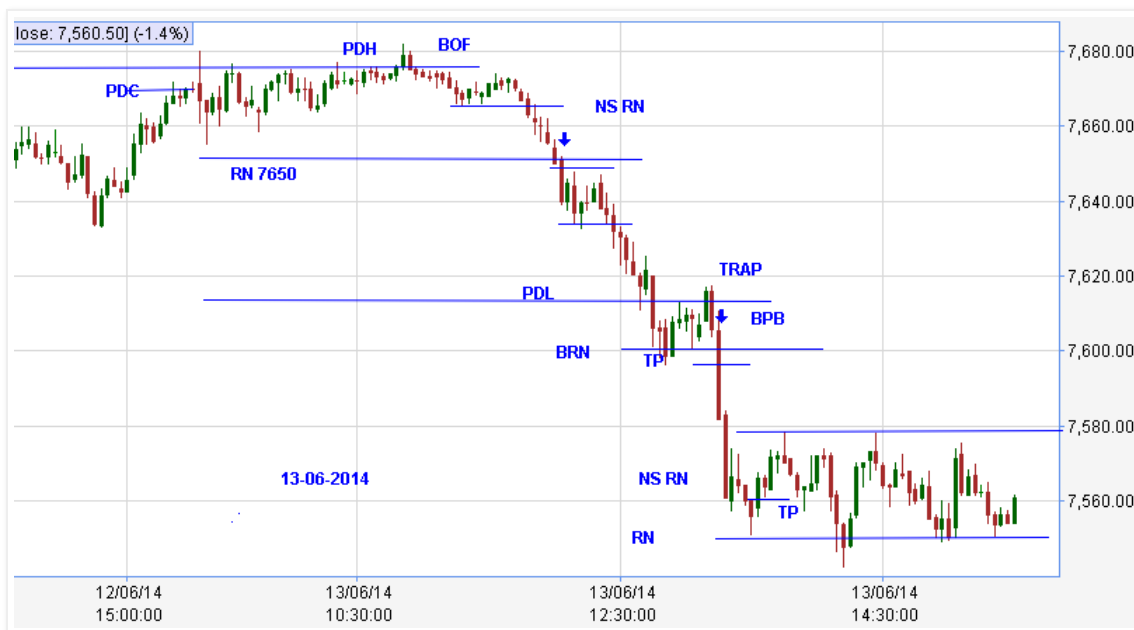 lose: 7,560.50] (-1.4%)
PDH
BOF
7,680.00
PDC
NS RN
7,660.00
RN 7650
7,640.00
TRAP
7,620.00
PDL
BPB
BRN
TP
7,600.00
7,580.00
13-06-2014
NS RN
TP
7,560.00
RN
12/06/14
15:00:00
13/06/14
10:30:00
13/06/14
12:30:00
13/06/14
14:30:00